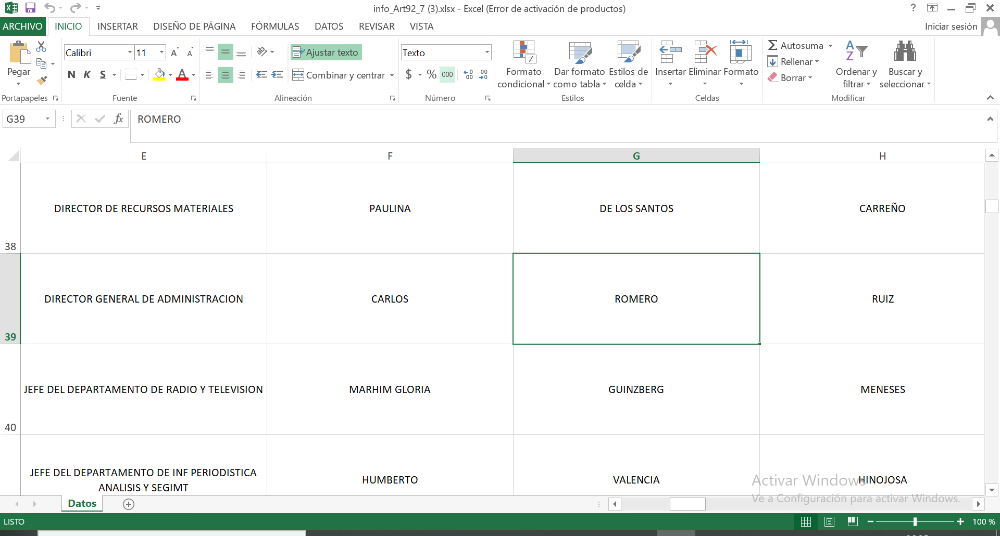 info_Art92_7 (3).xlsx - Excel (Error de activación de productos)
ARCHIVO INICIO INSERTAR DISEÑO DE PÁGINA FÓRMULAS DATOS REVISAR VISTA Iniciar sesión
Pegar
Portapapeles
Calibri 11
N K S
Fuente
Ajustar texto
Combinar y centrar
Alineación
Texto
$ % 000
Número
Formato condicional
Dar formato como tabla
Estilos de celda
Estilos
Insertar Eliminar Formato
Celdas
Autosuma
Rellenar
Borrar
Ordenar y filtrar
Buscar y seleccionar
Modificar
G39 fx ROMERO
E F G H
38 DIRECTOR DE RECURSOS MATERIALES PAULINA DE LOS SANTOS CARREÑO
39 DIRECTOR GENERAL DE ADMINISTRACION CARLOS ROMERO RUIZ
40 JEFE DEL DEPARTAMENTO DE RADIO Y TELEVISION MARHIM GLORIA GUINZBERG MENESES
JEFE DEL DEPARTAMENTO DE INF PERIODISTICA
ANALISIS Y SEGIMT HUMBERTO VALENCIA HINOJOSA
Activar Windows
Ve a Configuración para activar Windows.
Datos
LISTO 100 %